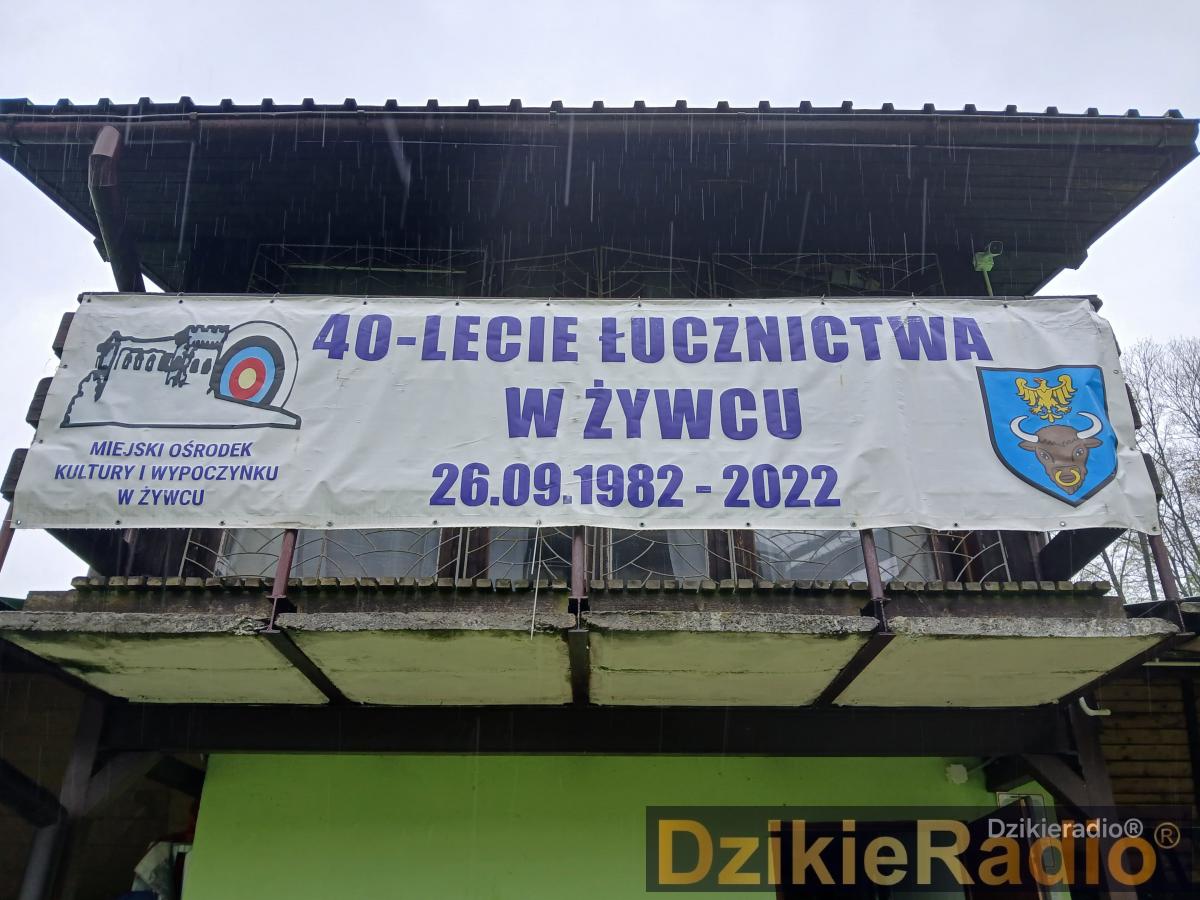 40-LECIE ŁUCZNICTWA
W ŻYWCU
26.09.1982 - 2022
MIEJSKI OŚRODEK
KULTURY I WYPOCZYNKU
W ŻYWCU
Dzikieradio®
DzikieRadio®